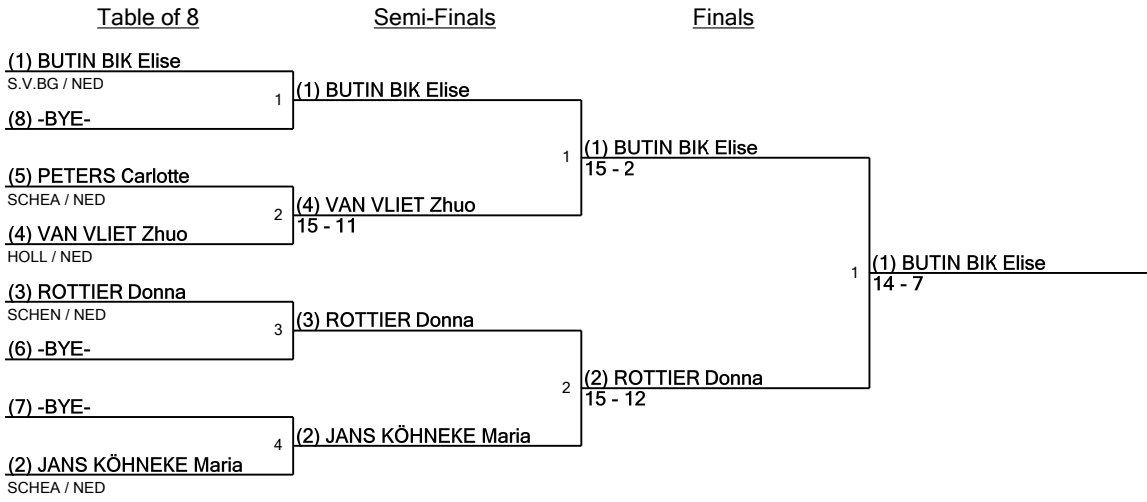 Table of 8
Semi-Finals
Finals
(1) BUTIN BIK Elise
S.V.BG / NED
(8) -BYE-
1
(1) BUTIN BIK Elise
(5) PETERS Carlotte
SCHEA / NED
(4) VAN VLIET Zhuo
HOLL / NED
2
(4) VAN VLIET Zhuo
15 - 11
1
(1) BUTIN BIK Elise
15 - 2
(3) ROTTIER Donna
SCHEN / NED
(6) -BYE-
3
(3) ROTTIER Donna
(7) -BYE-
(2) JANS KÖHNEKE Maria
SCHEA / NED
4
(2) JANS KÖHNEKE Maria
2
(2) ROTTIER Donna
15 - 12
1
(1) BUTIN BIK Elise
14 - 7